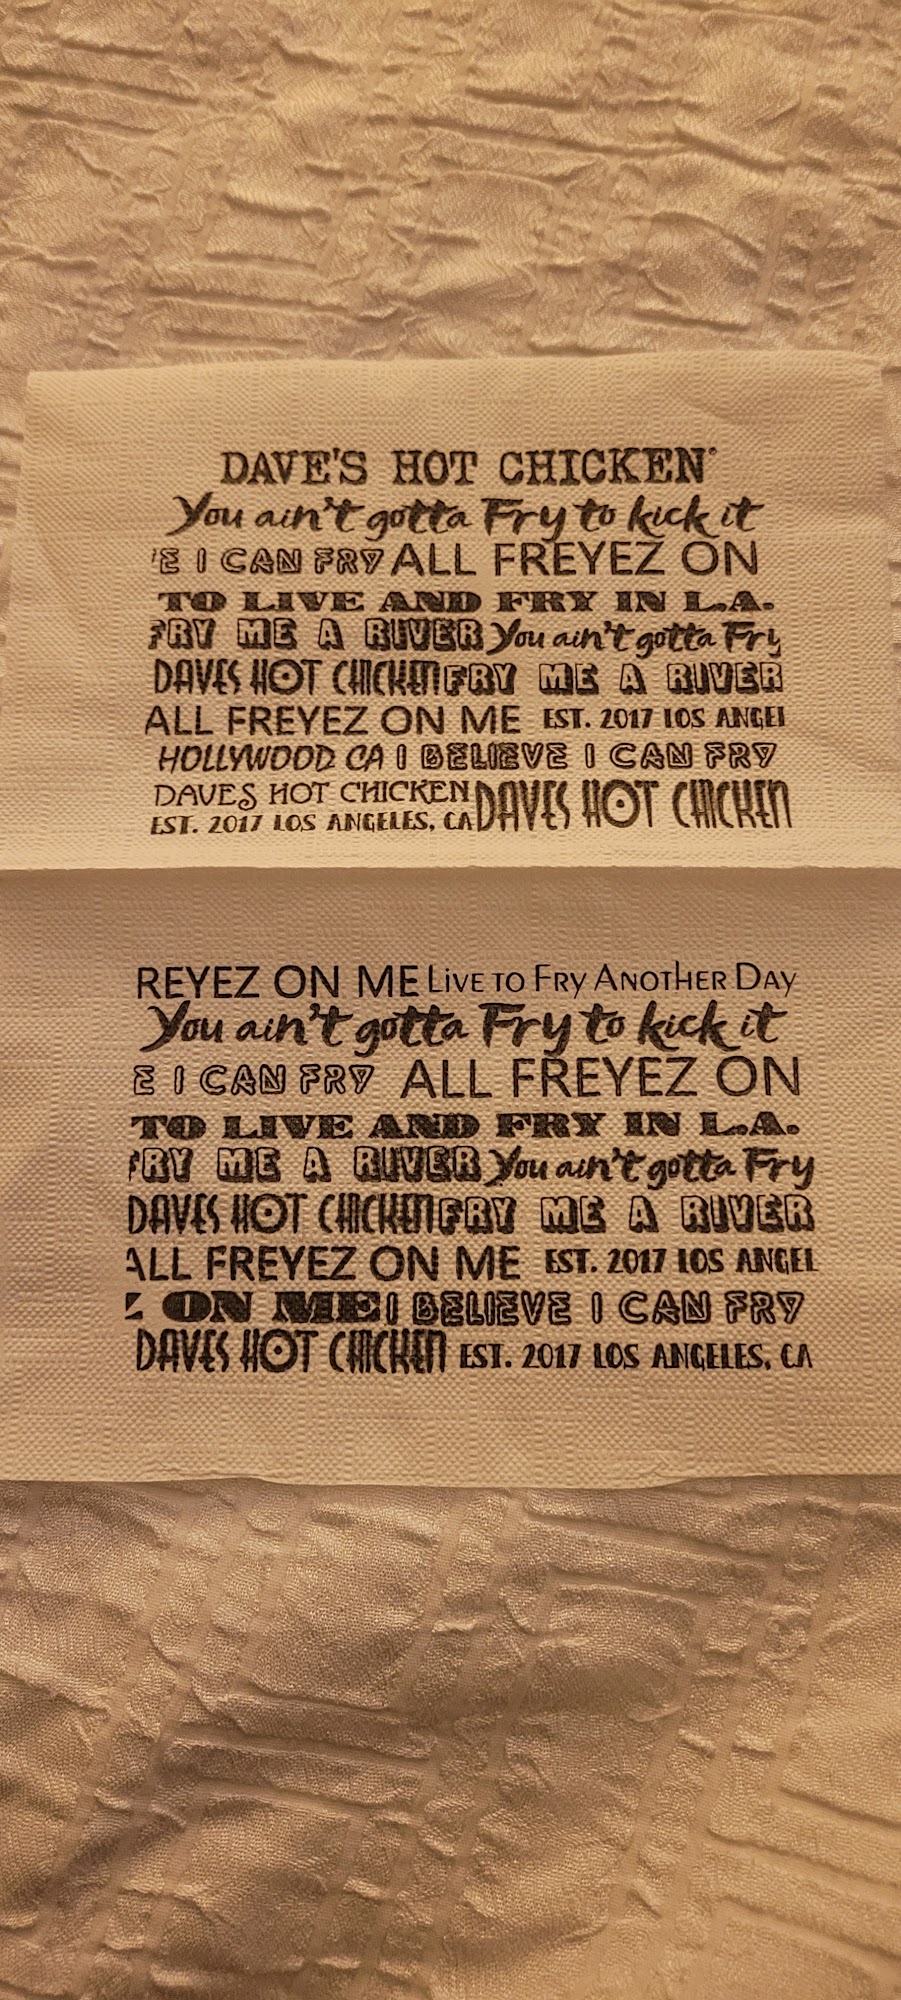 DAVE'S HOT CHICKEN®
You ain't gotta Fry to kick it
'E I CAN FRY ALL FREYEZ ON
TO LIVE AND FRY IN L.A.
FRY ME A RIVER You ain't gotta Fry
DAVES HOT CHICKEN FRY ME A RIVER
ALL FREYEZ ON ME EST. 2017 LOS ANGEL
HOLLYWOOD CA I BELIEVE I CAN FRY
DAVES HOT CHICKEN DAVES HOT CHICKEN
EST. 2017 LOS ANGELES, CA
REYEZ ON ME LIVE TO FRY ANOTHER DAY
You ain't gotta Fry to kick it
E I CAN FRY ALL FREYEZ ON
TO LIVE AND FRY IN L.A.
FRY ME A RIVER You ain't gotta Fry
DAVES HOT CHICKEN FRY ME A RIVER
ALL FREYEZ ON ME EST. 2017 LOS ANGEL
Z ON ME I BELIEVE I CAN FRY
DAVES HOT CHICKEN EST. 2017 LOS ANGELES, CA